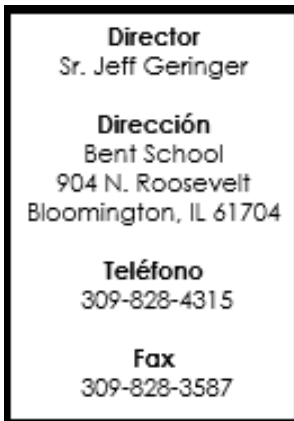 Director
Sr. Jeff Geringer
Dirección
Bent School
904 N. Roosevelt
Bloomington, IL 61704
Teléfono
309-828-4315
Fax
309-828-3587